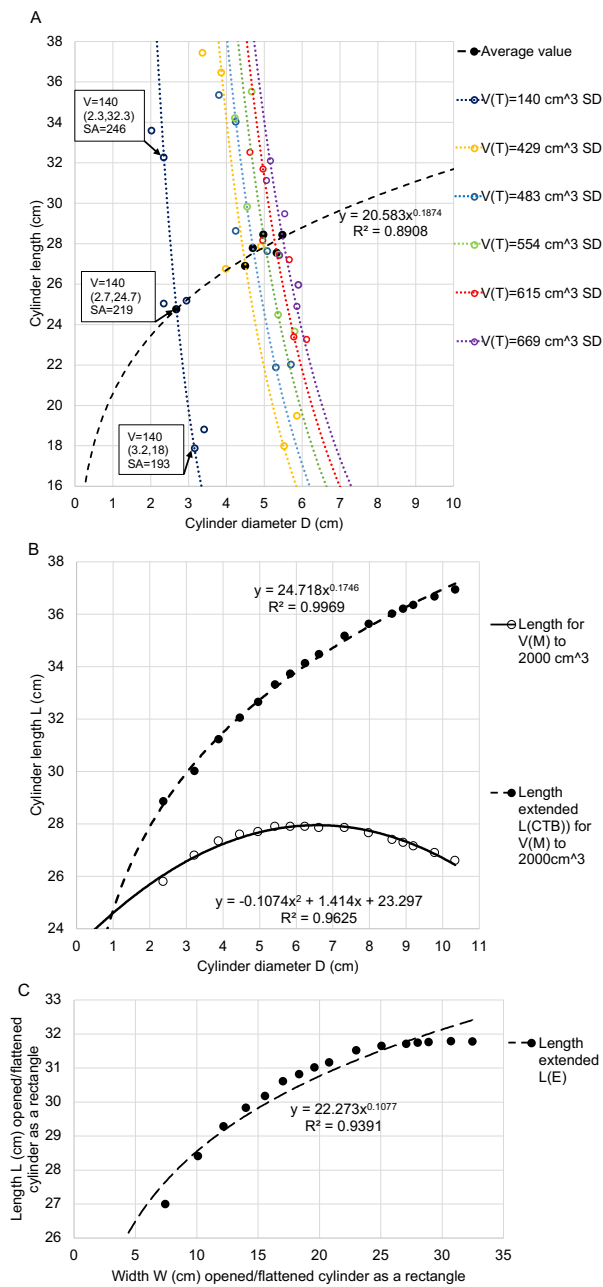 A
38
36
34
32
30
28
26
24
22
20
18
16
Cylinder length (cm)
V=140
(2.3,32.3)
SA=246
V=140
(2.7,24.7)
SA=219
V=140
(3.2,18)
SA=193
y = 20.583x^0.1874
R² = 0.8908
0 1 2 3 4 5 6 7 8 9 10
Cylinder diameter D (cm)
Average value
V(T)=140 cm^3 SD
V(T)=429 cm^3 SD
V(T)=483 cm^3 SD
V(T)=554 cm^3 SD
V(T)=615 cm^3 SD
V(T)=669 cm^3 SD
B
38
36
34
32
30
28
26
24
Cylinder length L (cm)
y = 24.718x^0.1746
R² = 0.9969
y = -0.1074x² + 1.414x + 23.297
R² = 0.9625
0 1 2 3 4 5 6 7 8 9 10 11
Cylinder diameter D (cm)
Length for
V(M) to
2000 cm^3
Length
extended
L(CTB)) for
V(M) to
2000cm^3
C
33
32
31
30
29
28
27
26
Length L (cm) opened/flattened
cylinder as a rectangle
y = 22.273x^0.1077
R² = 0.9391
0 5 10 15 20 25 30 35
Width W (cm) opened/flattened cylinder as a rectangle
Length
extended
L(E)